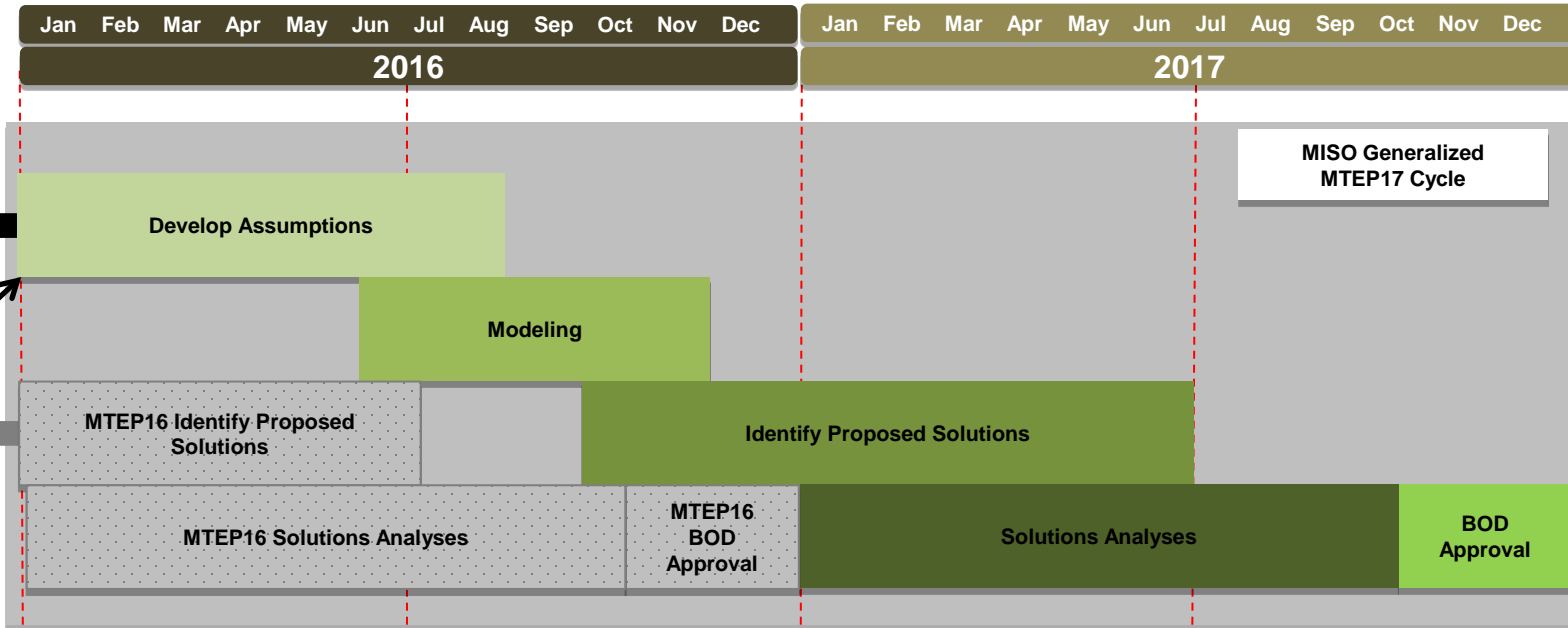 Jan Feb Mar Apr May Jun Jul Aug Sep Oct Nov Dec Jan Feb Mar Apr May Jun Jul Aug Sep Oct Nov Dec
2016 2017
MISO Generalized
MTEP17 Cycle
Develop Assumptions
Modeling
MTEP16 Identify Proposed
Solutions
Identify Proposed Solutions
MTEP16 Solutions Analyses
MTEP16
BOD
Approval
Solutions Analyses
BOD
Approval